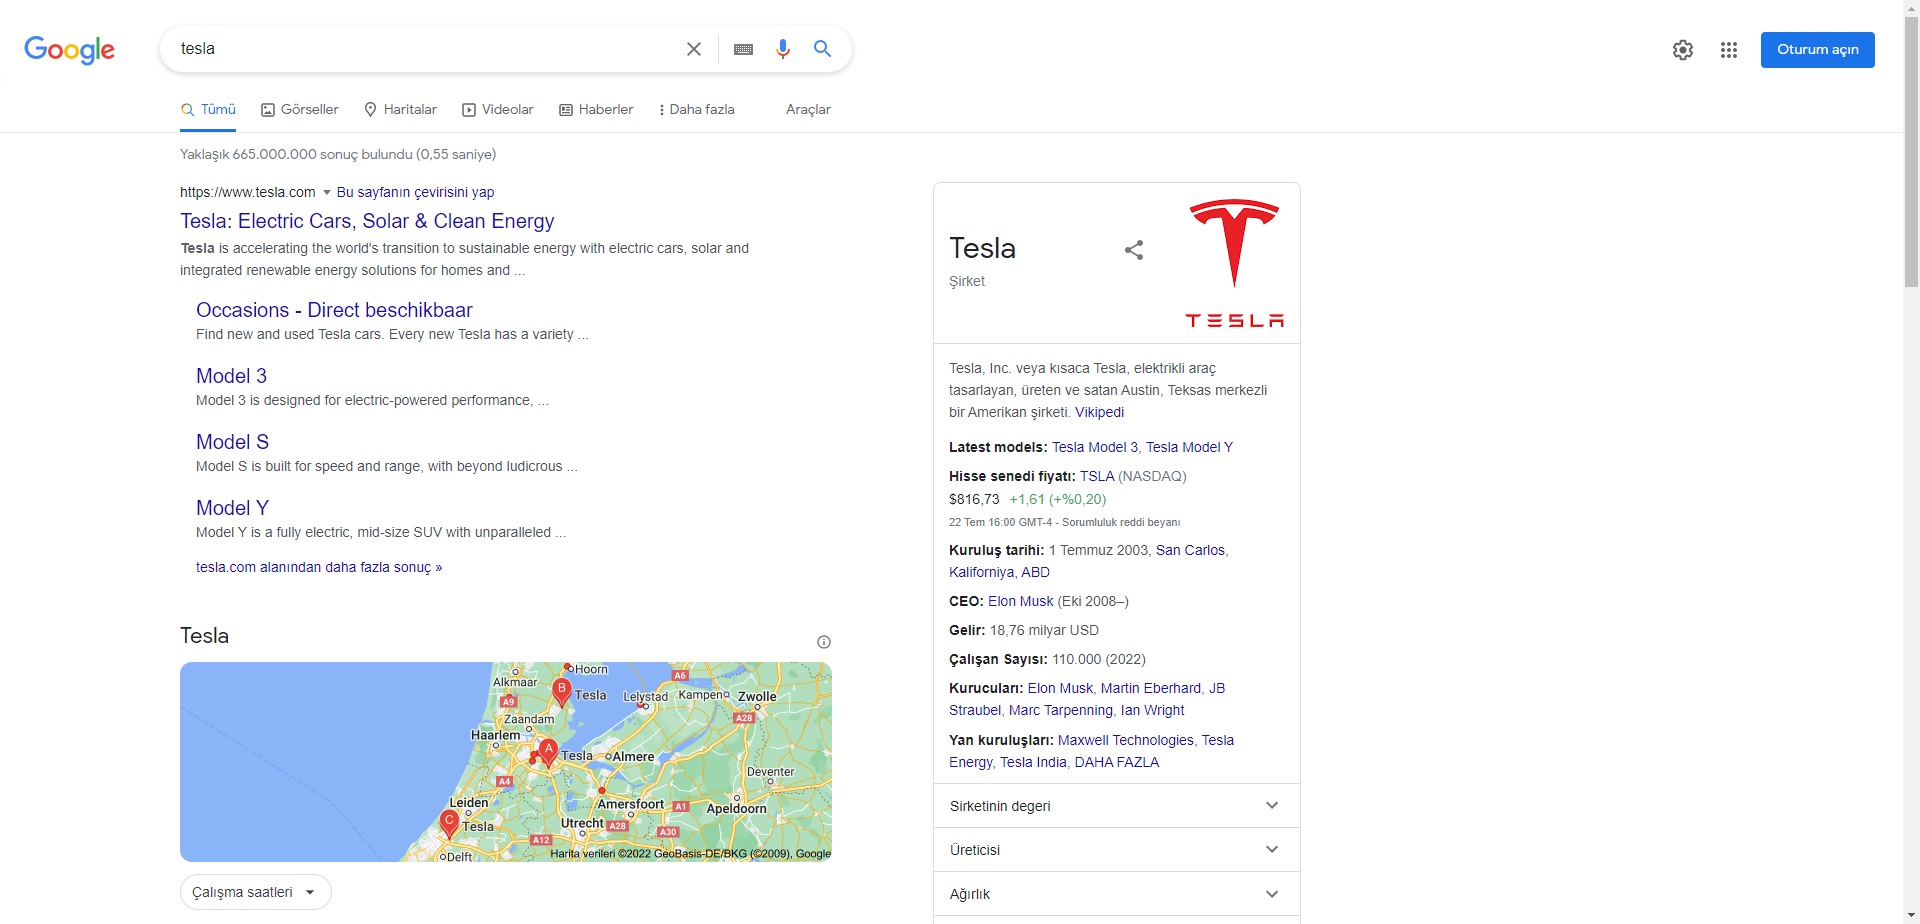 Google
tesla
Oturum açın
Tümü
Görseller
Haritalar
Videolar
Haberler
Daha fazla
Araçlar
Yaklaşık 665.000.000 sonuç bulundu (0,55 saniye)
https://www.tesla.com Bu sayfanın çevirisini yap
Tesla: Electric Cars, Solar & Clean Energy
Tesla is accelerating the world's transition to sustainable energy with electric cars, solar and
integrated renewable energy solutions for homes and ...
Occasions - Direct beschikbaar
Find new and used Tesla cars. Every new Tesla has a variety ...
Model 3
Model 3 is designed for electric-powered performance, ...
Model S
Model S is built for speed and range, with beyond ludicrous ...
Model Y
Model Y is a fully electric, mid-size SUV with unparalleled ...
tesla.com alanından daha fazla sonuç »
Tesla
Hoorn
Alkmaar
A6
B
Tesla
Lelystad
Kampen
Zwolle
A9
A28
Zaandam
Haarlem
A
Tesla
Almere
Deventer
A4
Leiden
Amersfoort
A1
Apeldoorn
C
Tesla
Utrecht
A28
A30
A12
Delft
Harita verileri ©2022 GeoBasis-DE/BKG (©2009), Google
Çalışma saatleri
Tesla
Şirket
TESLA
Tesla, Inc. veya kısaca Tesla, elektrikli araç
tasarlayan, üreten ve satan Austin, Teksas merkezli
bir Amerikan şirketi. Vikipedi
Latest models: Tesla Model 3, Tesla Model Y
Hisse senedi fiyatı: TSLA (NASDAQ)
$816,73 +1,61 (+%0,20)
22 Tem 16:00 GMT-4 - Sorumluluk reddi beyanı
Kuruluş tarihi: 1 Temmuz 2003, San Carlos,
Kaliforniya, ABD
CEO: Elon Musk (Eki 2008–)
Gelir: 18,76 milyar USD
Çalışan Sayısı: 110.000 (2022)
Kurucuları: Elon Musk, Martin Eberhard, JB
Straubel, Marc Tarpenning, Ian Wright
Yan kuruluşları: Maxwell Technologies, Tesla
Energy, Tesla India, DAHA FAZLA
Sirketinin degeri
Üreticisi
Ağırlık